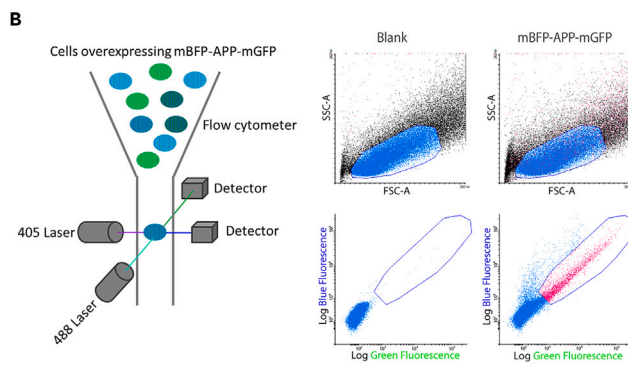 B
Cells overexpressing mBFP-APP-mGFP
Flow cytometer
Detector
405 Laser
Detector
488 Laser
Blank
mBFP-APP-mGFP
SSC-A
SSC-A
FSC-A
FSC-A
Log Blue Fluorescence
Log Blue Fluorescence
Log Green Fluorescence
Log Green Fluorescence